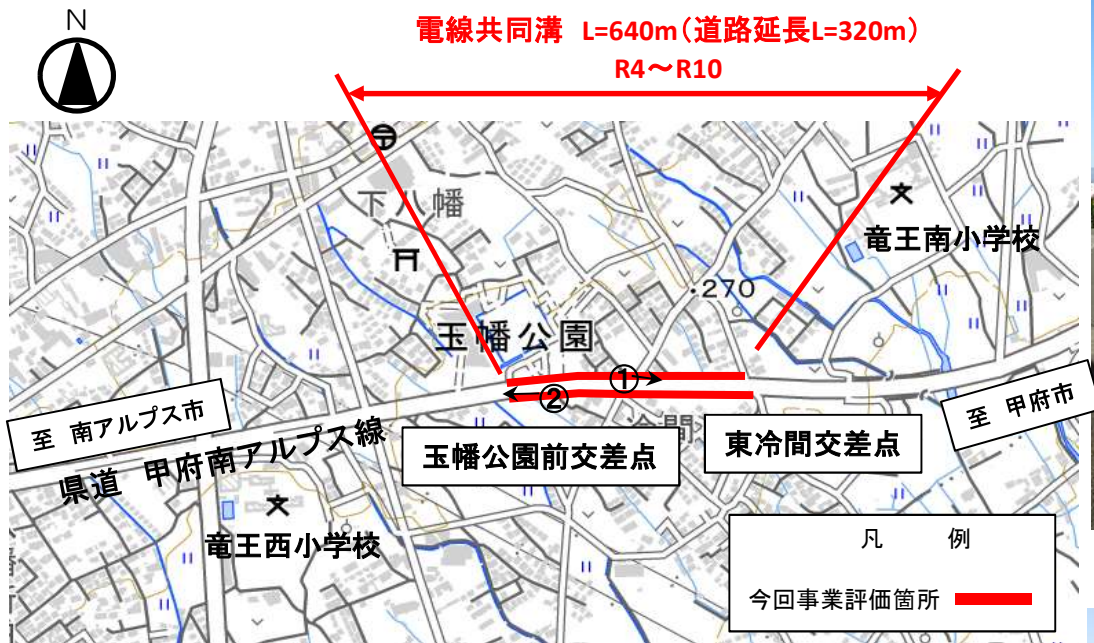 N
電線共同溝 L=640m(道路延長L=320m)
R4～R10
下八幡
竜王南小学校
・270
玉幡公園
①
②
至 南アルプス市
至 甲府市
県道 甲府南アルプス線
玉幡公園前交差点
東冷間交差点
竜王西小学校
凡 例
今回事業評価箇所